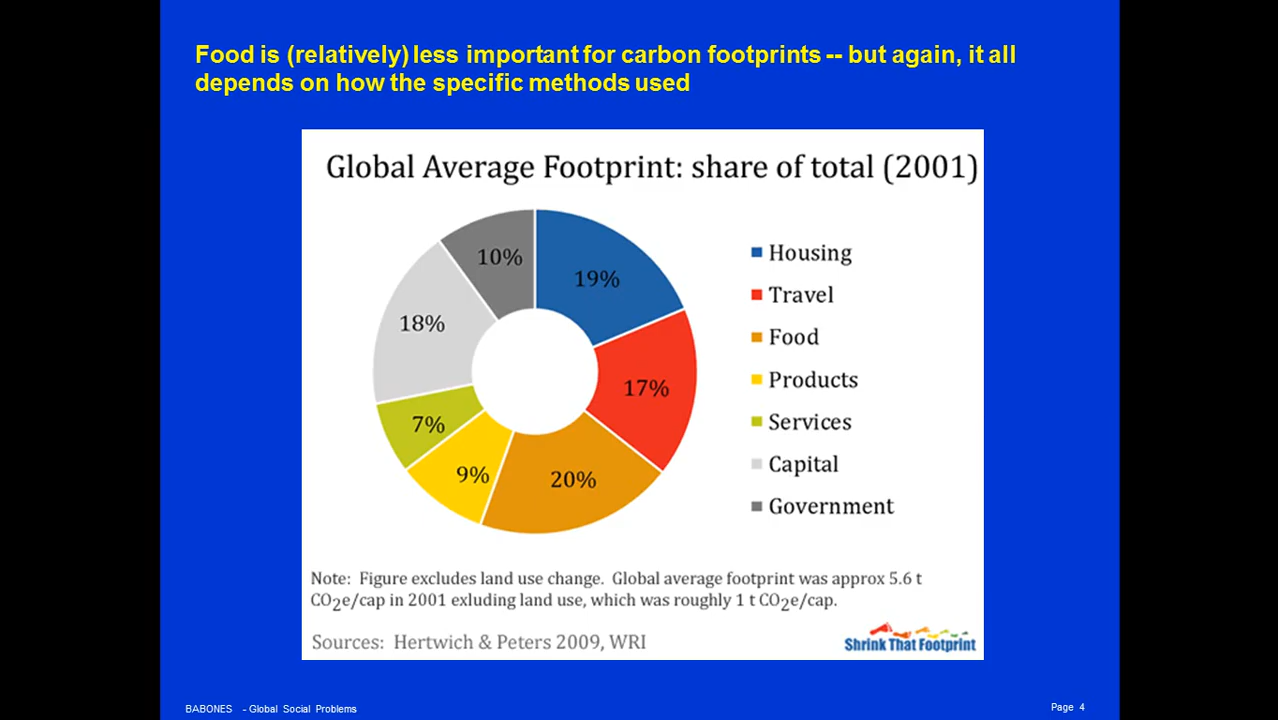 Food is (relatively) less important for carbon footprints -- but again, it all
depends on how the specific methods used
Global Average Footprint: share of total (2001)
10%
19%
18%
17%
7%
9%
20%
Housing
Travel
Food
Products
Services
Capital
Government
Note: Figure excludes land use change. Global average footprint was approx 5.6 t
CO2e/cap in 2001 exluding land use, which was roughly 1 t CO2e/cap.
Sources: Hertwich & Peters 2009, WRI
Shrink That Footprint
BABONES - Global Social Problems
Page 4